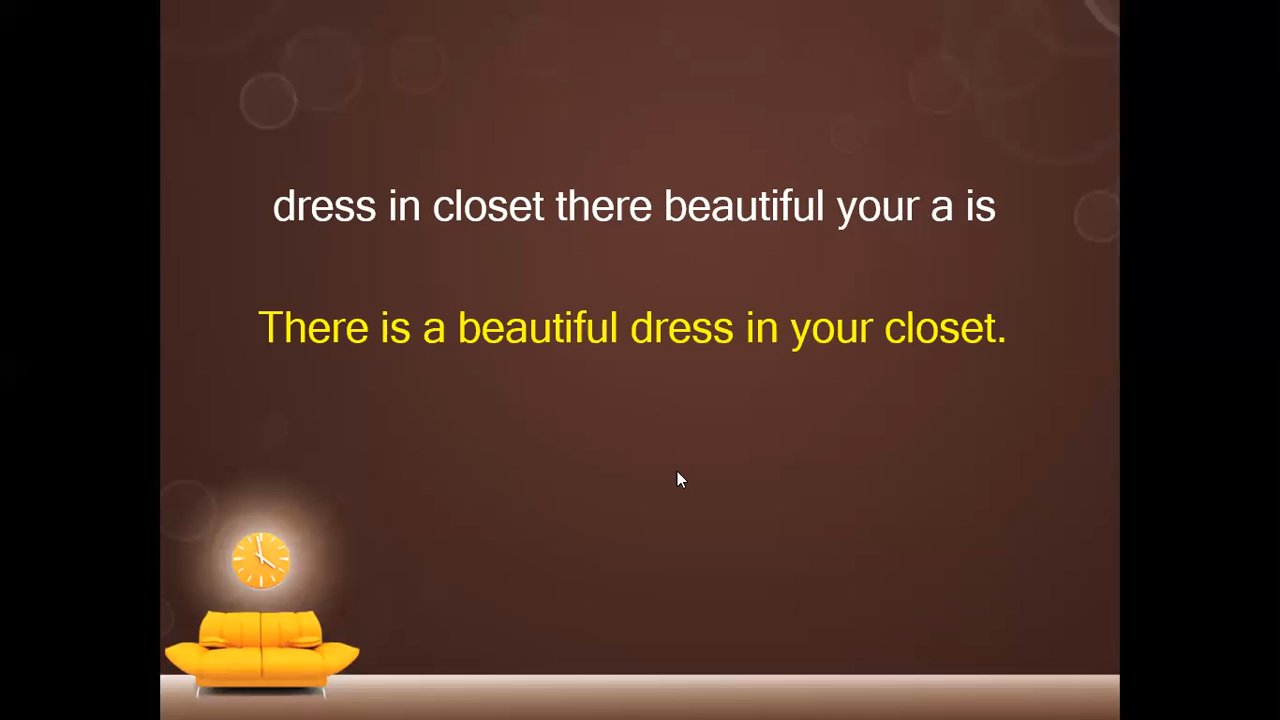 dress in closet there beautiful your a is
There is a beautiful dress in your closet.